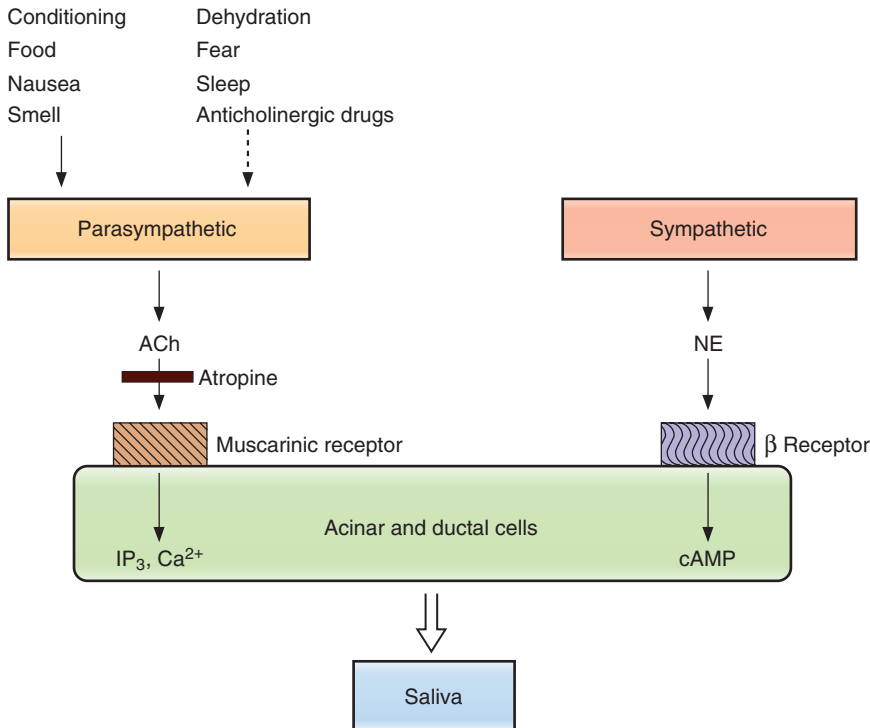 Conditioning
Food
Nausea
Smell
Dehydration
Fear
Sleep
Anticholinergic drugs
Parasympathetic
Sympathetic
ACh
NE
Atropine
Muscarinic receptor
β Receptor
Acinar and ductal cells
IP₃, Ca²⁺
cAMP
Saliva